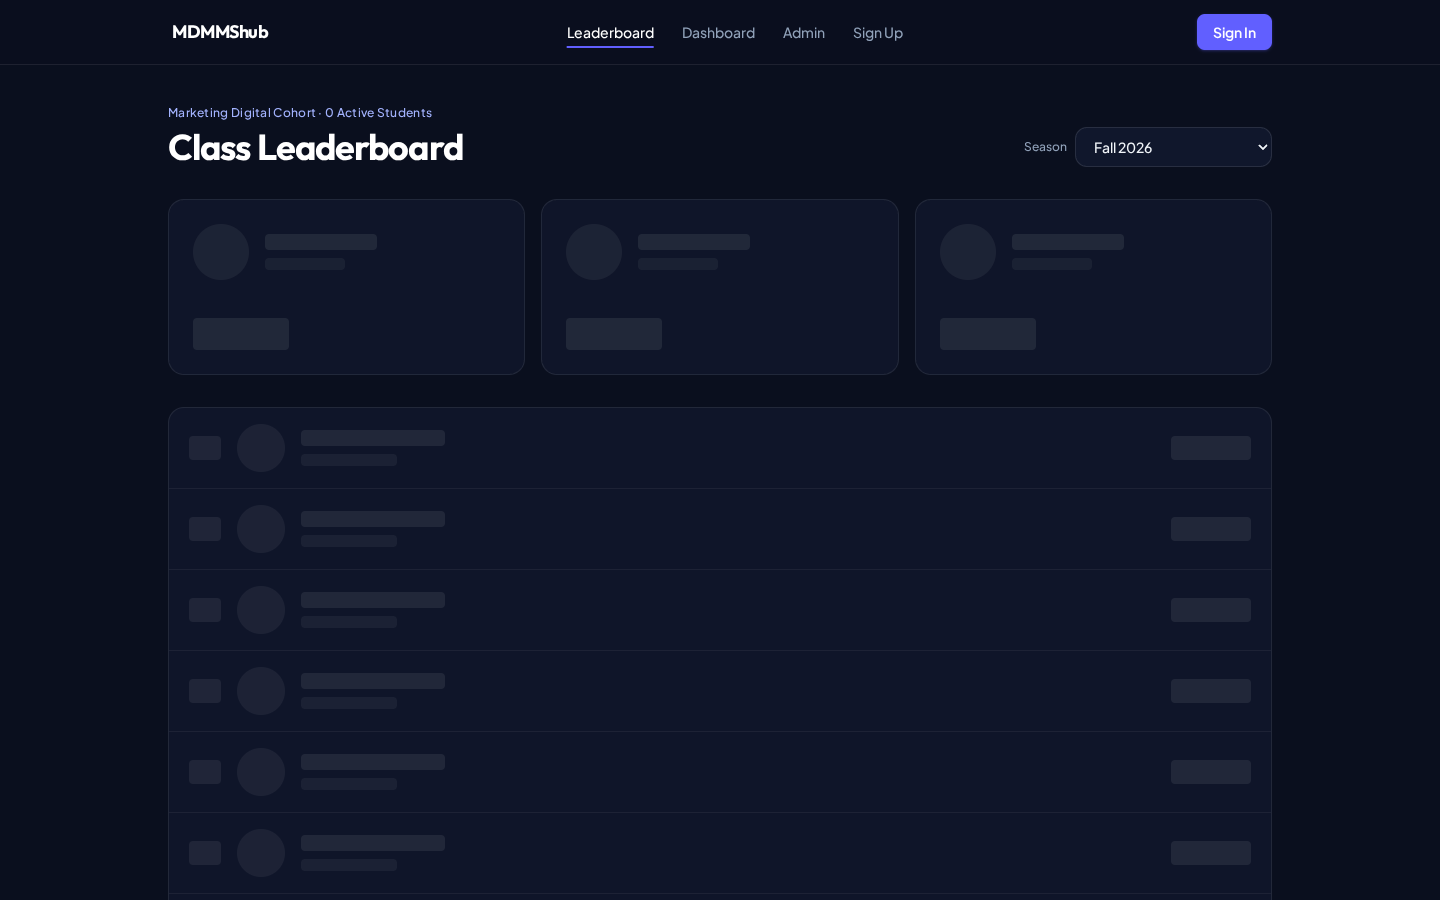 MDMMShub
Leaderboard
Dashboard
Admin
Sign Up
Sign In
Marketing Digital Cohort · 0 Active Students
Class Leaderboard
Season
Fall 2026